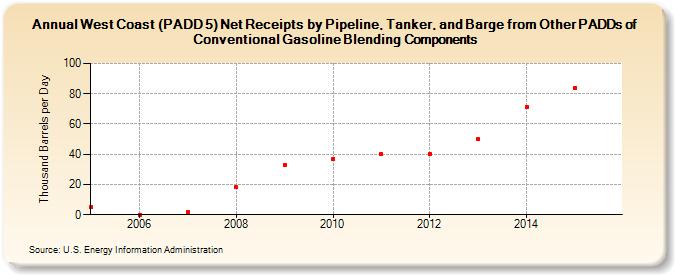 Annual West Coast (PADD 5) Net Receipts by Pipeline, Tanker, and Barge from Other PADDs of
Conventional Gasoline Blending Components
Thousand Barrels per Day
100
80
60
40
20
0
2006 2008 2010 2012 2014
Source: U.S. Energy Information Administration